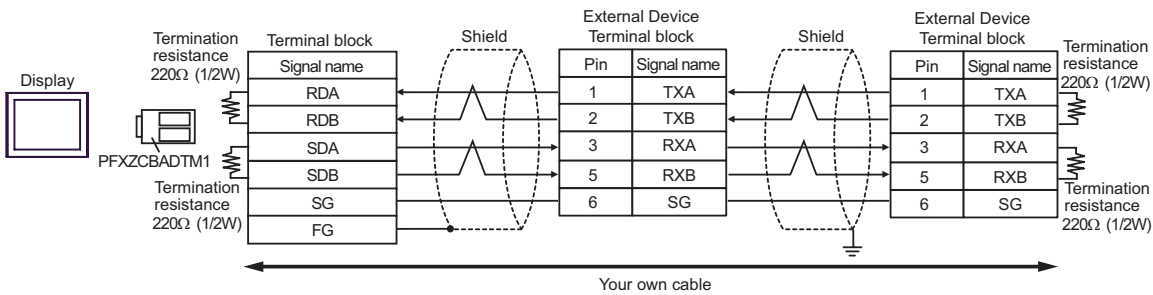 Display
PFXZCBADTM1
Termination
resistance
220Ω (1/2W)
Termination
resistance
220Ω (1/2W)
Terminal block
Signal name
RDA
RDB
SDA
SDB
SG
FG
Shield
External Device
Terminal block
Pin Signal name
1 TXA
2 TXB
3 RXA
5 RXB
6 SG
Shield
External Device
Terminal block
Pin Signal name
1 TXA
2 TXB
3 RXA
5 RXB
6 SG
Termination
resistance
220Ω (1/2W)
Termination
resistance
220Ω (1/2W)
Your own cable